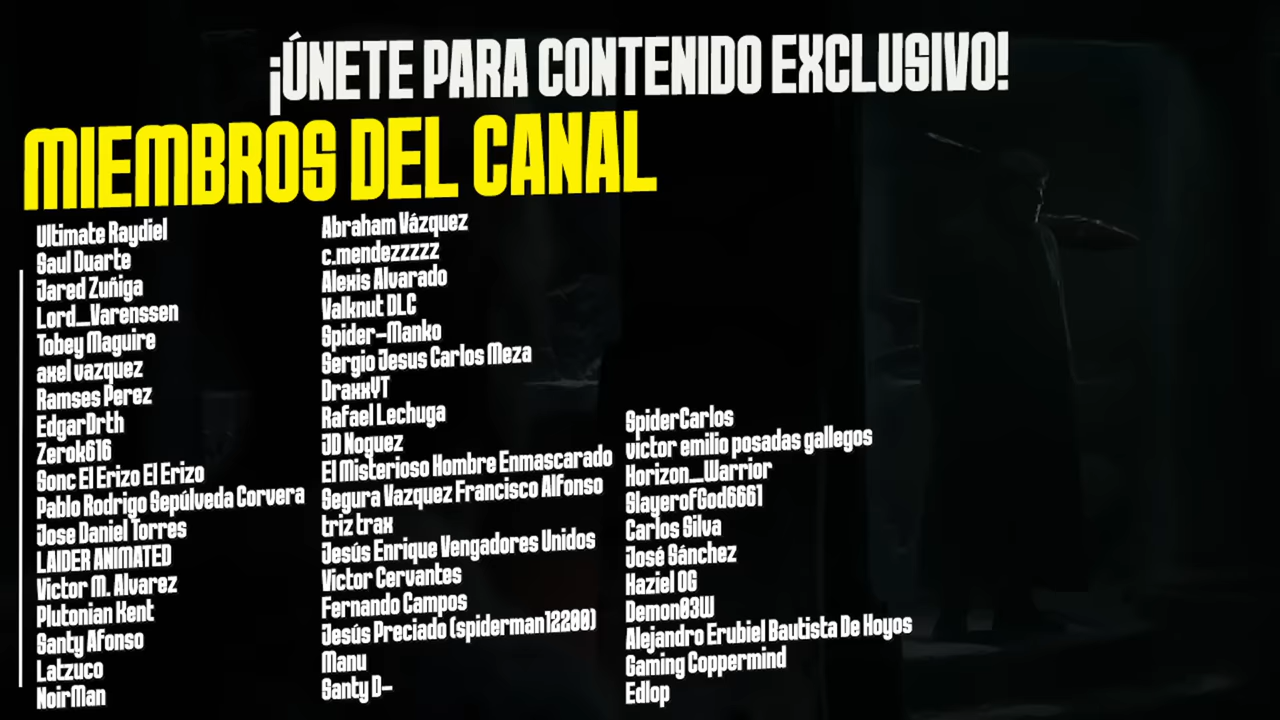 ¡ÚNETE PARA CONTENIDO EXCLUSIVO!
MIEMBROS DEL CANAL
Ultimate Raydiel
Saul Duarte
Jared Zuñiga
Lord_Varenssen
Tobey Maguire
axel vazquez
Ramses Perez
EdgarDrth
Zerok616
Sonc El Erizo El Erizo
Pablo Rodrigo Sepúlveda Corvera
Jose Daniel Torres
LAIDER ANIMATED
Victor M. Alvarez
Plutonian Kent
Santy Afonso
Latzuco
NoirMan
Abraham Vázquez
c.mendezzzzz
Alexis Alvarado
Valknut DLC
Spider-Manko
Sergio Jesus Carlos Meza
DraxxYT
Rafael Lechuga
JD Noguez
El Misterioso Hombre Enmascarado
Segura Vazquez Francisco Alfonso
triz trax
Jesús Enrique Vengadores Unidos
Victor Cervantes
Fernando Campos
Jesús Preciado (spiderman12200)
Manu
Santy D-
SpiderCarlos
victor emilio posadas gallegos
Horizon_Warrior
SlayerofGod6661
Carlos Silva
José Sánchez
Haziel OG
Demon03W
Alejandro Erubiel Bautista De Hoyos
Gaming Coppermind
Edlop